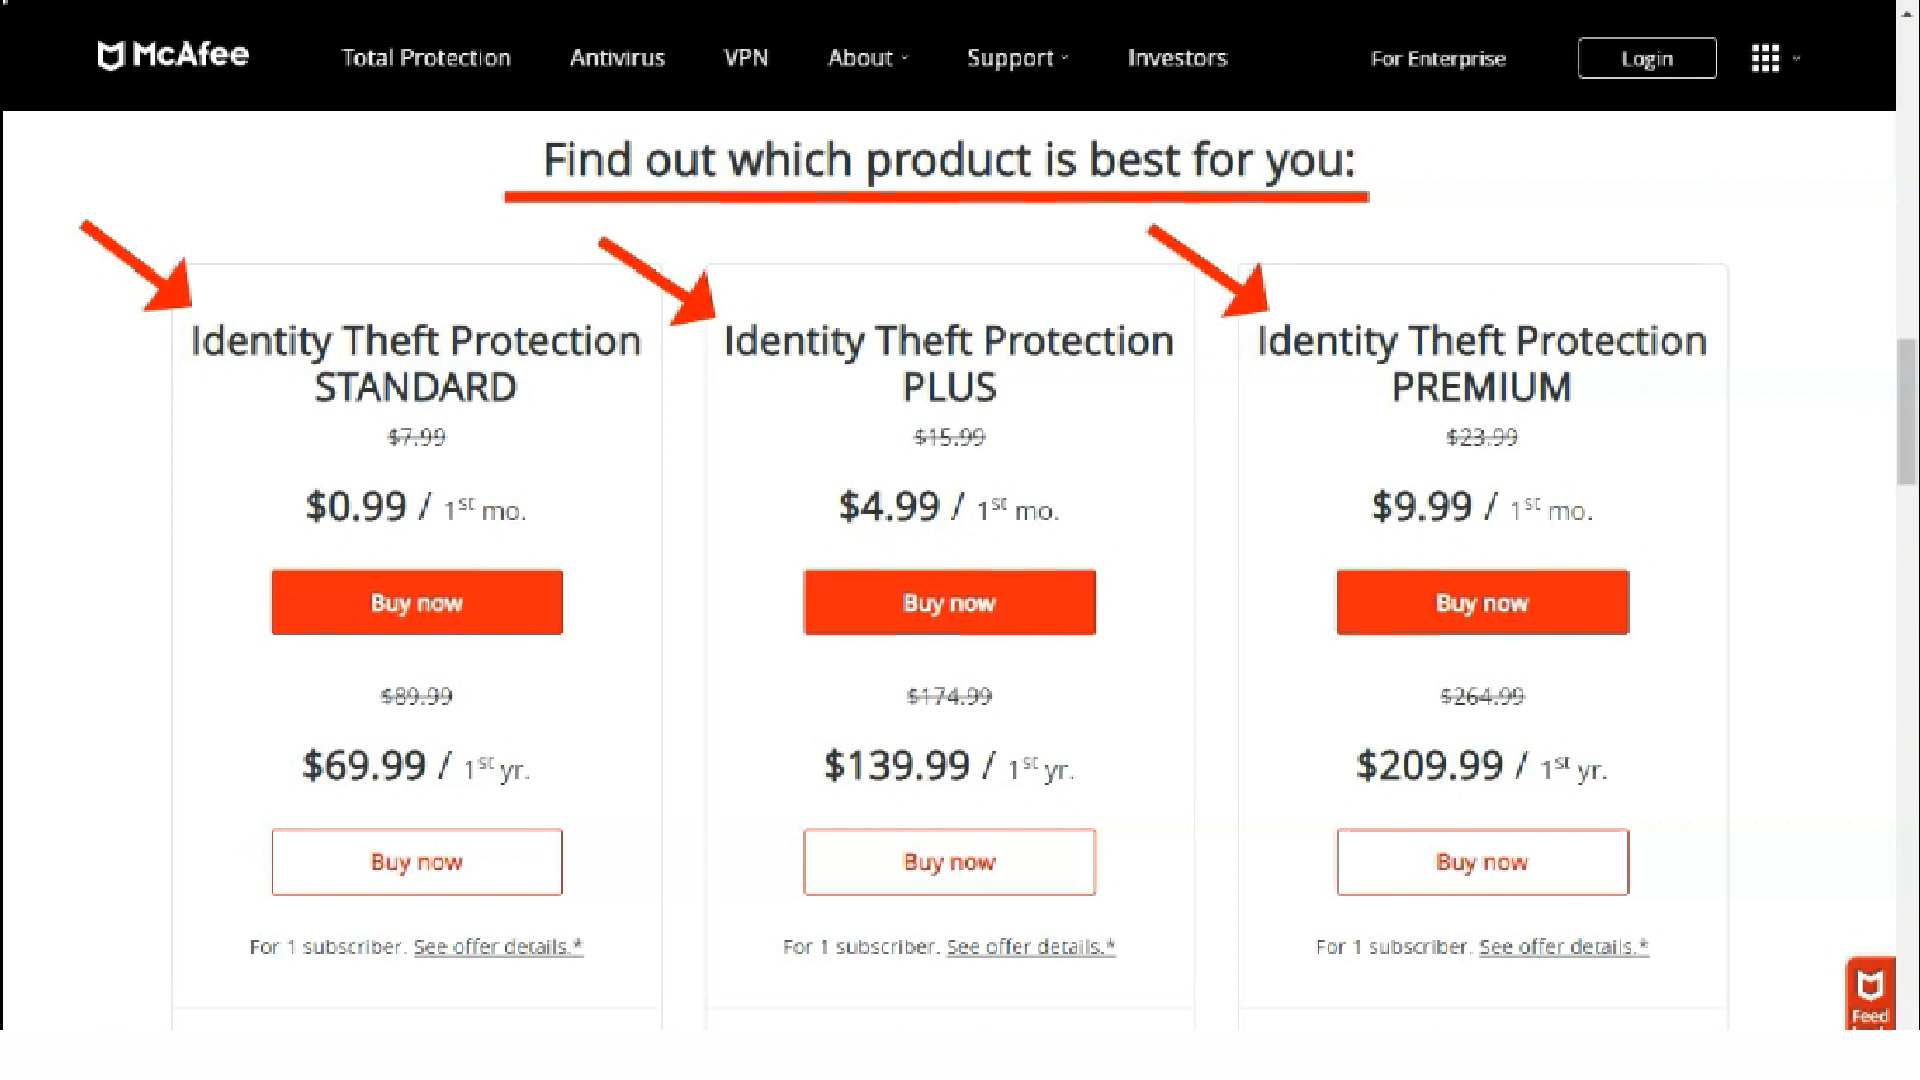 McAfee Total Protection Antivirus VPN About Support Investors For Enterprise Login
Find out which product is best for you:
Identity Theft Protection
STANDARD
$7.99
$0.99 / 1st mo.
Buy now
$89.99
$69.99 / 1st yr.
Buy now
For 1 subscriber. See offer details.*
Identity Theft Protection
PLUS
$15.99
$4.99 / 1st mo.
Buy now
$174.99
$139.99 / 1st yr.
Buy now
For 1 subscriber. See offer details.*
Identity Theft Protection
PREMIUM
$23.99
$9.99 / 1st mo.
Buy now
$264.99
$209.99 / 1st yr.
Buy now
For 1 subscriber. See offer details.*
Feed